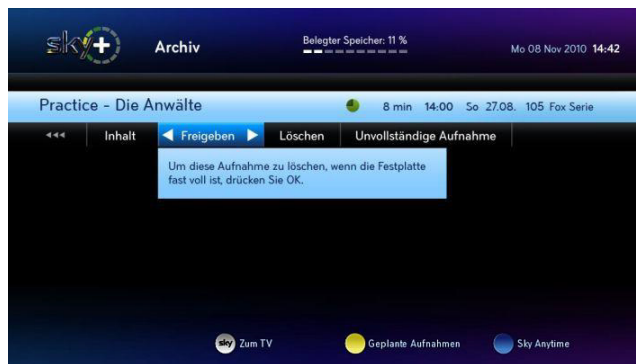 sky+ Archiv Belegter Speicher: 11 % Mo 08 Nov 2010 14:42
Practice - Die Anwälte 8 min 14:00 So 27.08. 105 Fox Serie
Inhalt Freigeben Löschen Unvollständige Aufnahme
Um diese Aufnahme zu löschen, wenn die Festplatte
fast voll ist, drücken Sie OK.
sky Zum TV Geplante Aufnahmen Sky Anytime